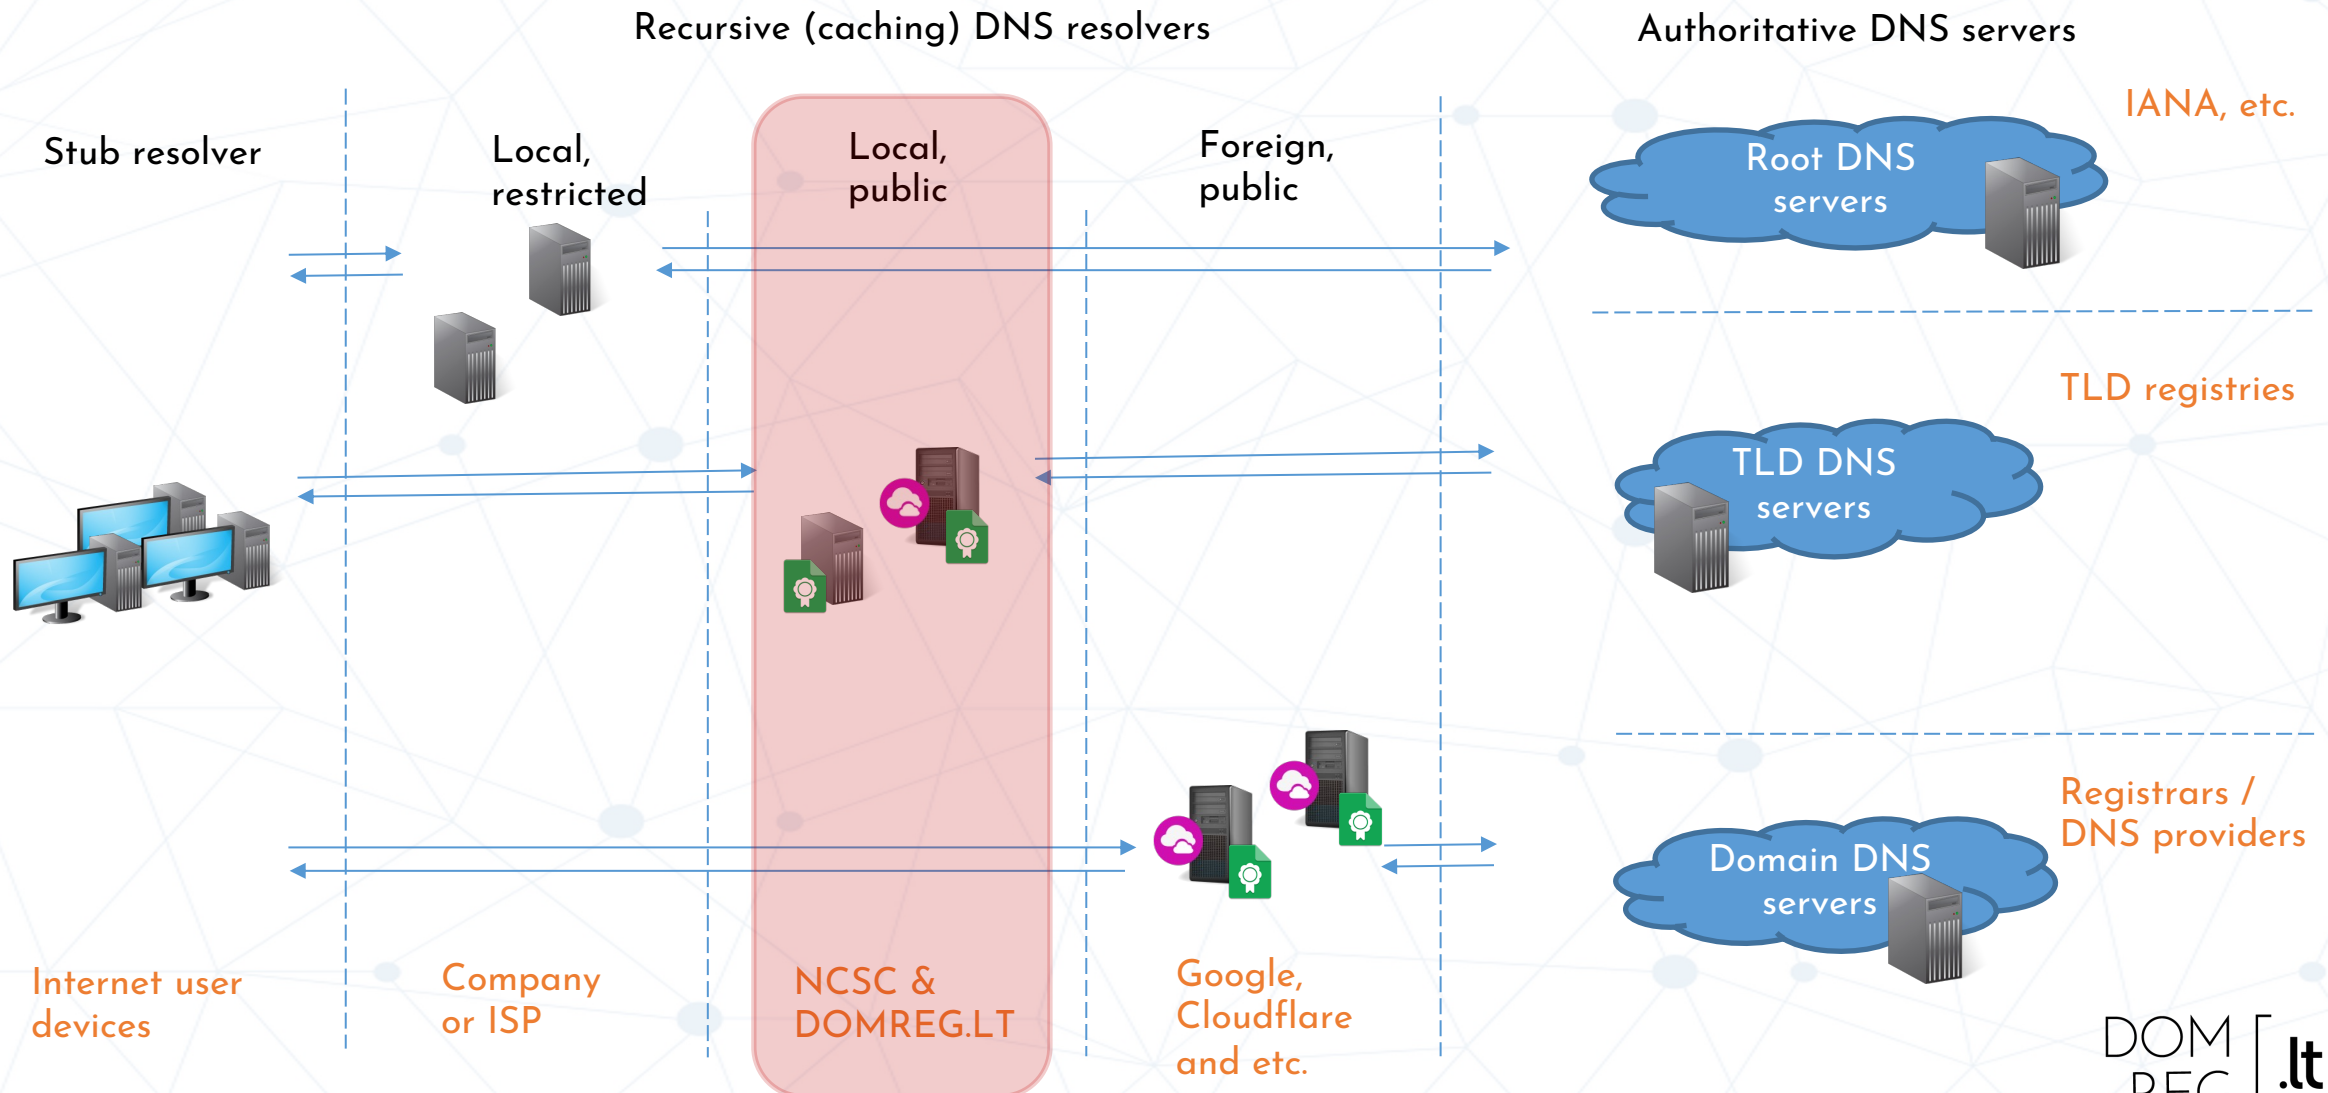 Recursive (caching) DNS resolvers
Authoritative DNS servers
Stub resolver
Local,
restricted
Local,
public
Foreign,
public
IANA, etc.
Root DNS
servers
TLD registries
TLD DNS
servers
Registrars /
DNS providers
Domain DNS
servers
Internet user
devices
Company
or ISP
NCSC &
DOMREG.LT
Google,
Cloudflare
and etc.
DOM
REG
.lt